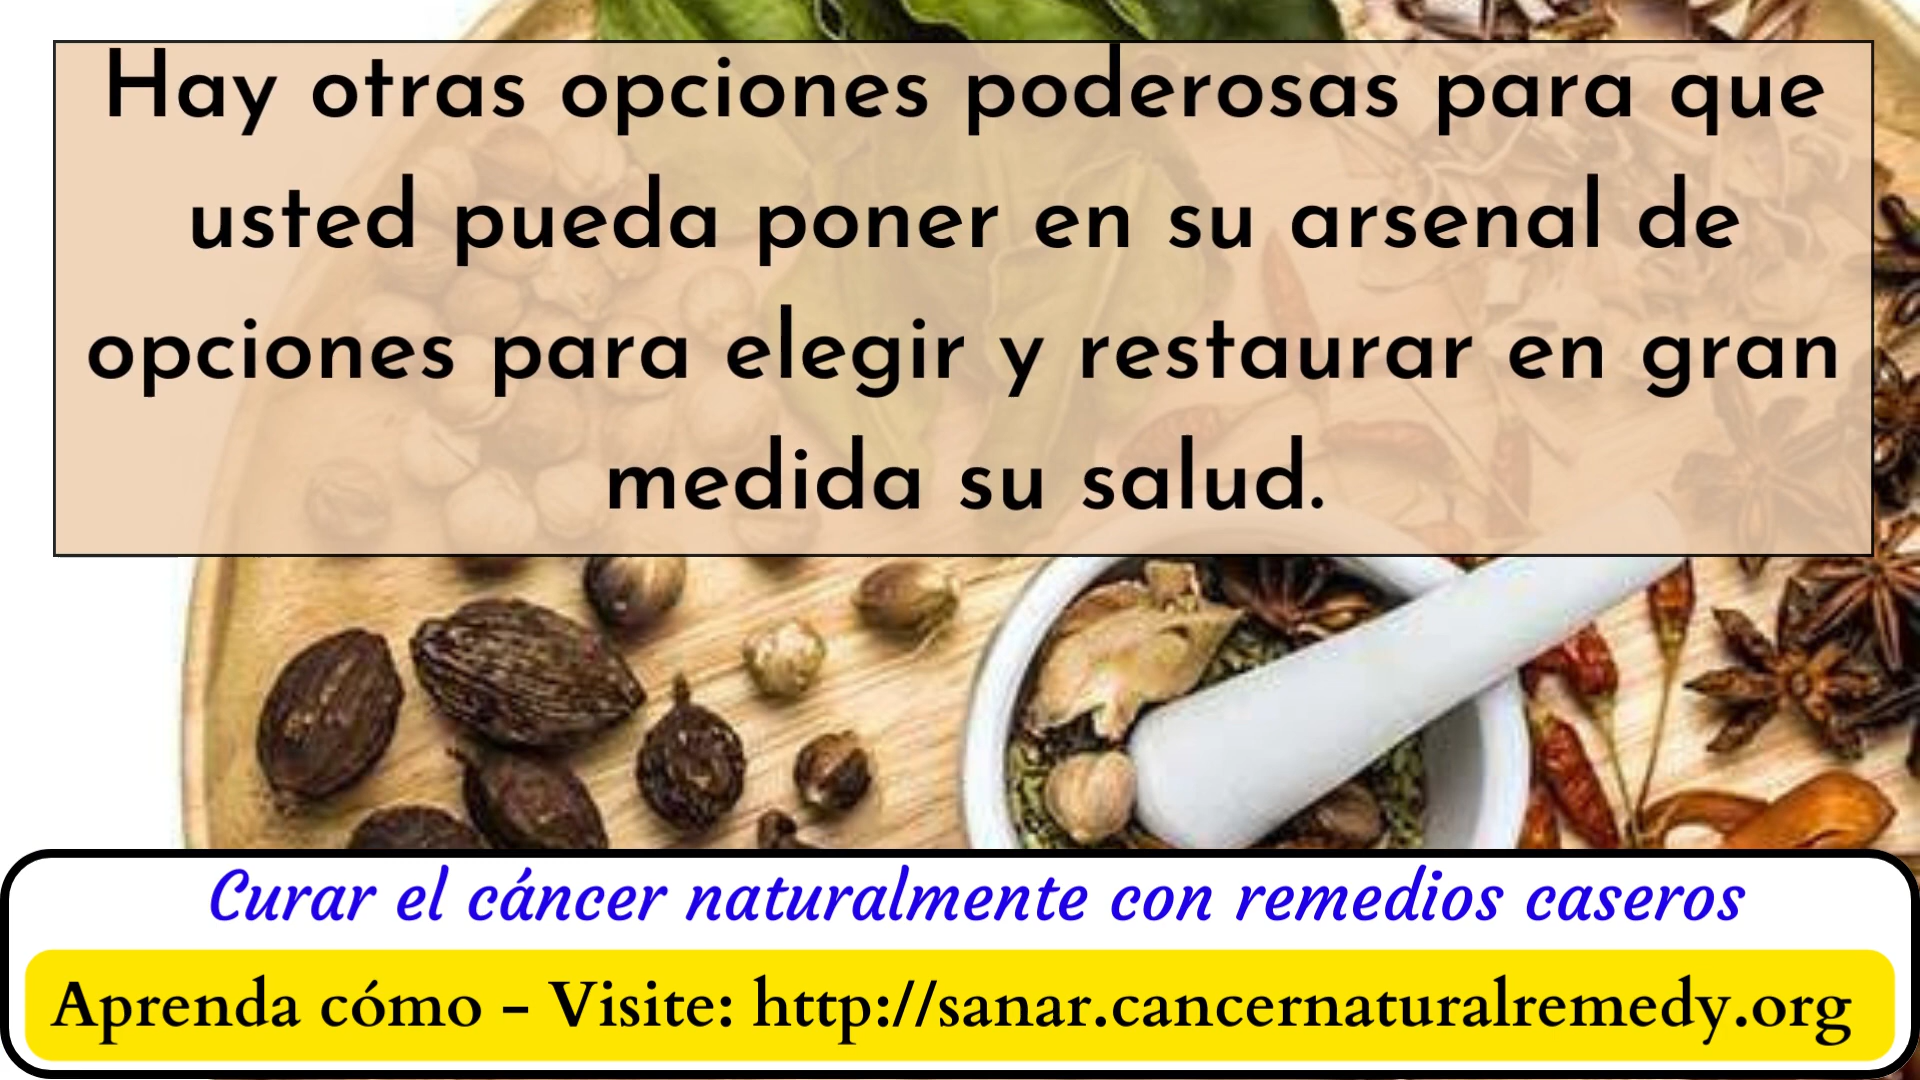 Hay otras opciones poderosas para que
usted pueda poner en su arsenal de
opciones para elegir y restaurar en gran
medida su salud.
Curar el cáncer naturalmente con remedios caseros
Aprenda cómo - Visite: http://sanar.cancernaturalremedy.org